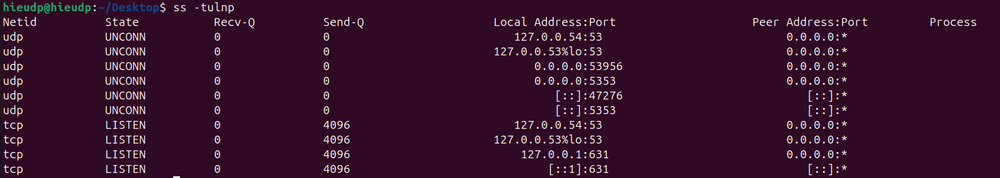 hieudp@hieudp:~/Desktop$ ss -tulnp
Netid State Recv-Q Send-Q Local Address:Port Peer Address:Port Process
udp UNCONN 0 0 127.0.0.54:53 0.0.0.0:*
udp UNCONN 0 0 127.0.0.53%lo:53 0.0.0.0:*
udp UNCONN 0 0 0.0.0.0:53956 0.0.0.0:*
udp UNCONN 0 0 0.0.0.0:5353 0.0.0.0:*
udp UNCONN 0 0 [::]:47276 [::]:*
udp UNCONN 0 0 [::]:5353 [::]:*
tcp LISTEN 0 4096 127.0.0.54:53 0.0.0.0:*
tcp LISTEN 0 4096 127.0.0.53%lo:53 0.0.0.0:*
tcp LISTEN 0 4096 127.0.0.1:631 0.0.0.0:*
tcp LISTEN 0 4096 [::1]:631 [::]:*